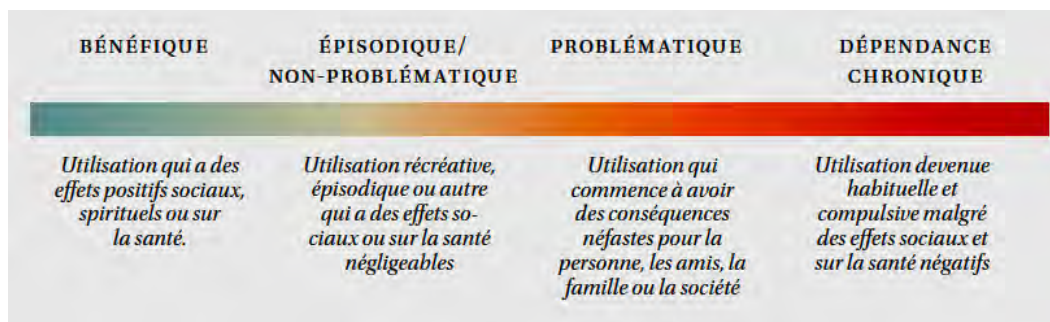 BÉNÉFIQUE
Utilisation qui a des
effets positifs sociaux,
spirituels ou sur
la santé.
ÉPISODIQUE/
NON-PROBLÉMATIQUE
Utilisation récréative,
épisodique ou autre
qui a des effets so-
ciaux ou sur la santé
négligeables
PROBLÉMATIQUE
Utilisation qui
commence à avoir
des conséquences
néfastes pour la
personne, les amis, la
famille ou la société
DÉPENDANCE
CHRONIQUE
Utilisation devenue
habituelle et
compulsive malgré
des effets sociaux et
sur la santé négatifs